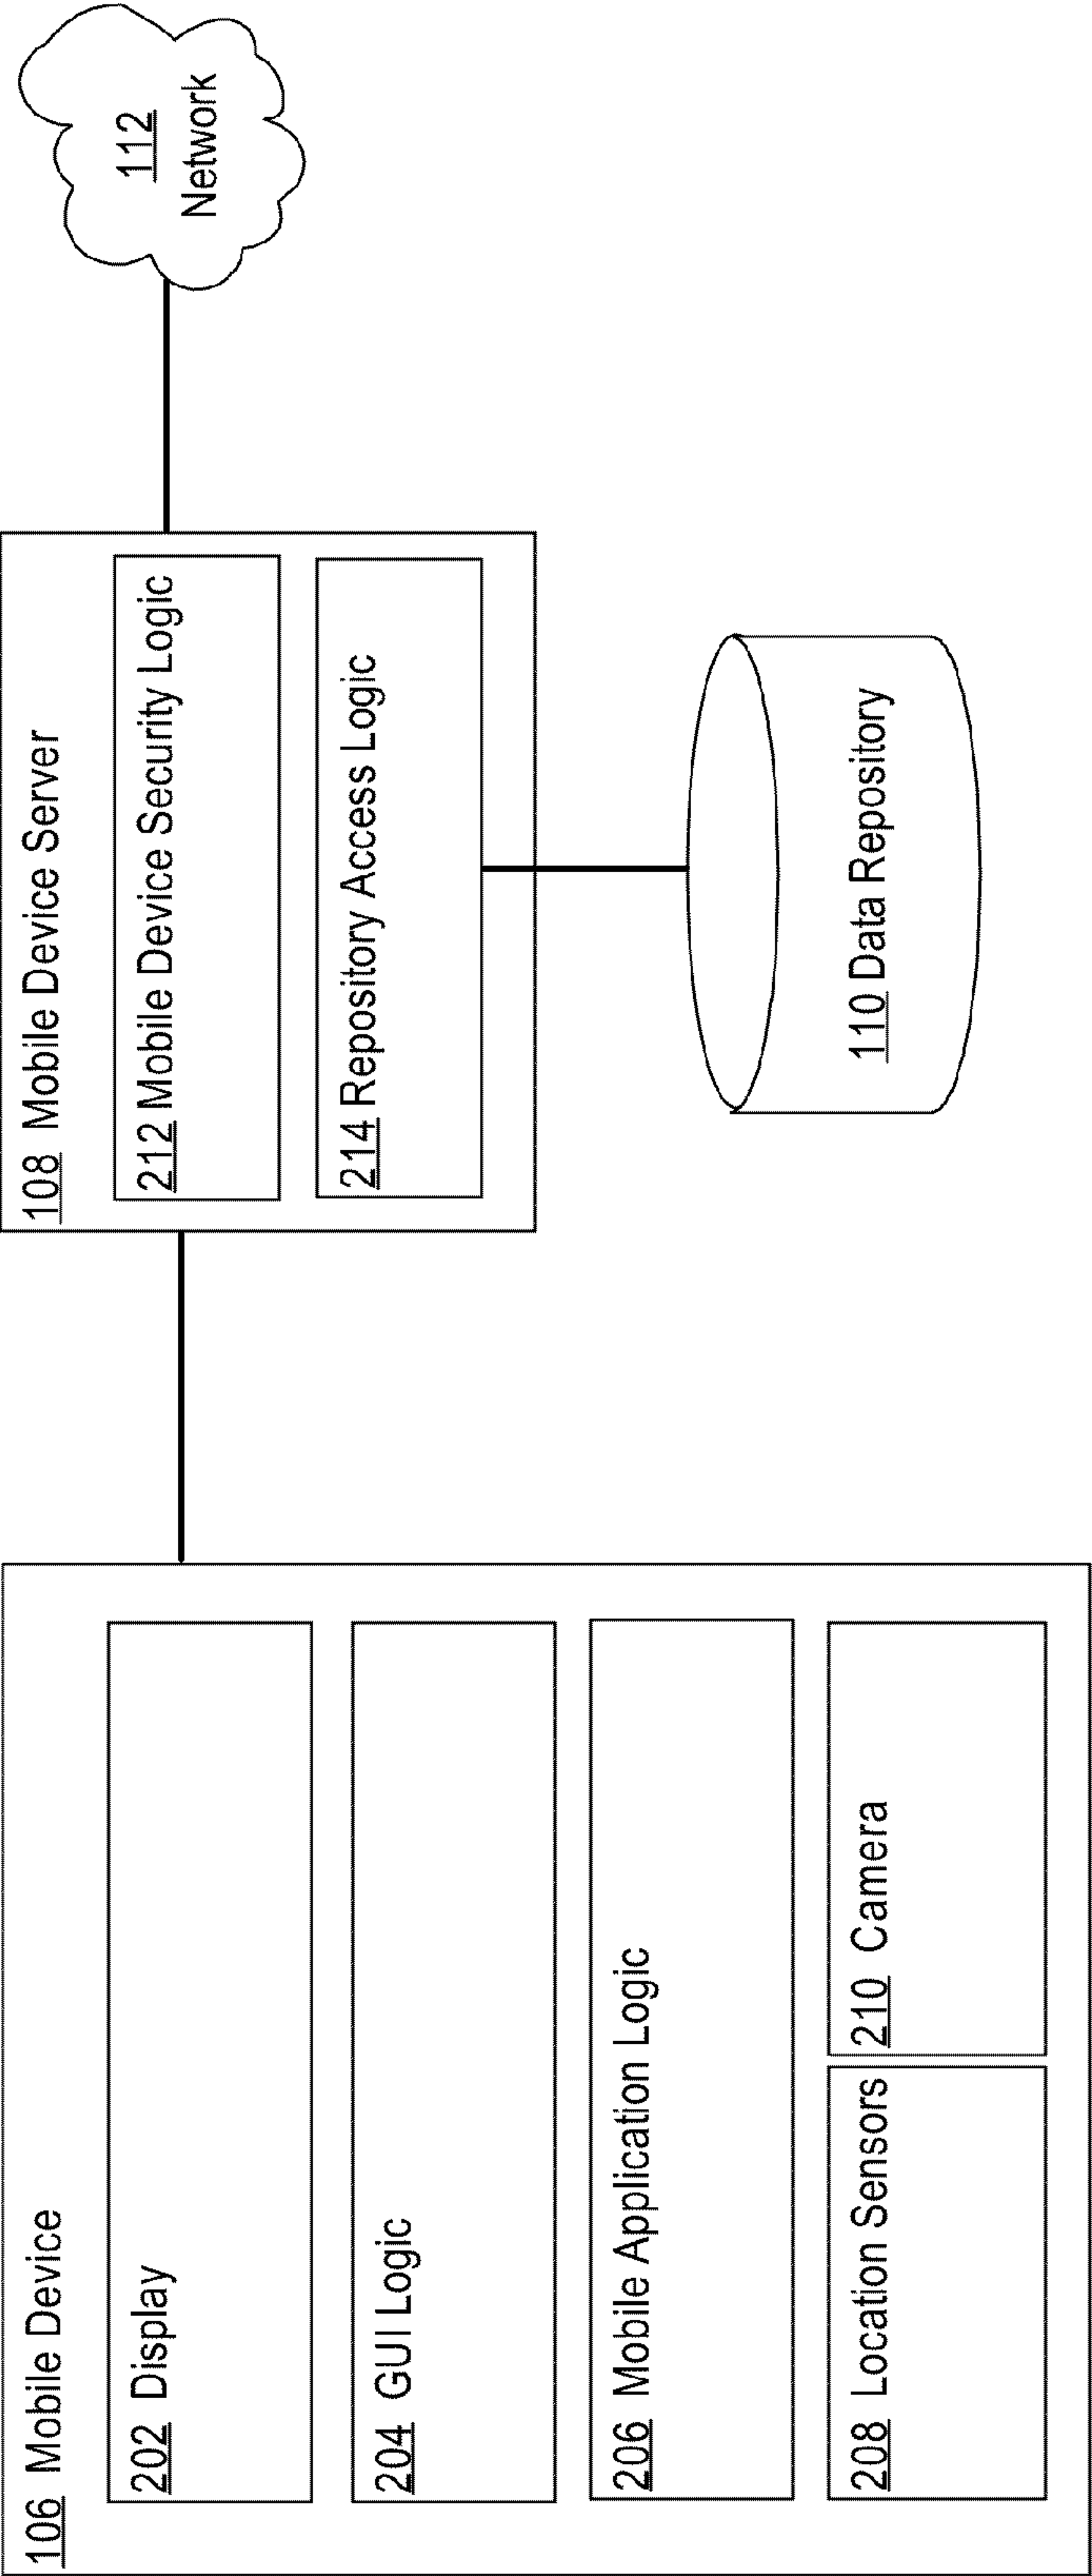 106 Mobile Device
202 Display
204 GUI Logic
206 Mobile Application Logic
208 Location Sensors
210 Camera
108 Mobile Device Server
212 Mobile Device Security Logic
214 Repository Access Logic
110 Data Repository
112
Network